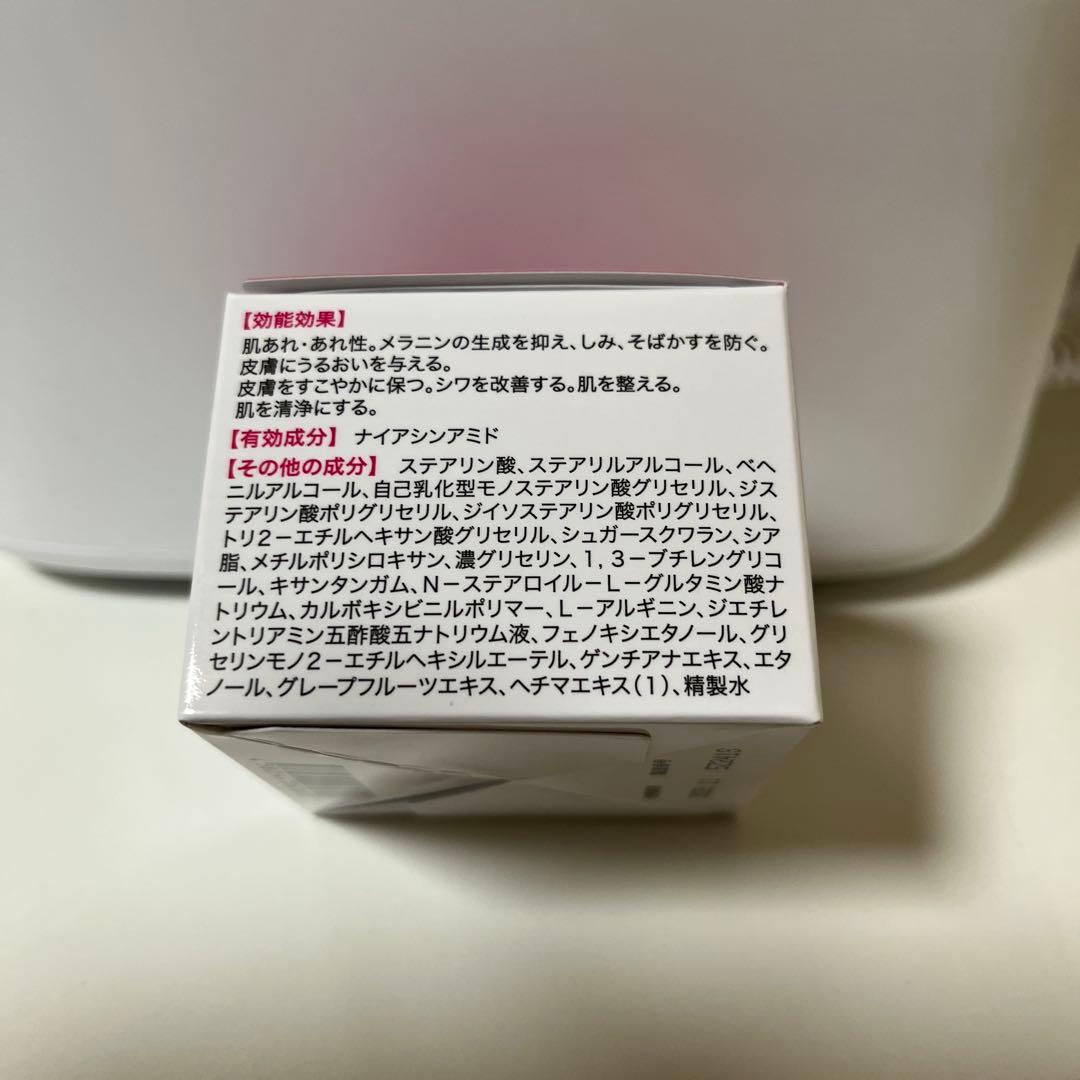 【効能効果】
肌あれ・あれ性。メラニンの生成を抑え、しみ、そばかすを防ぐ。
皮膚にうるおいを与える。
皮膚をすこやかに保つ。シワを改善する。肌を整える。
肌を清浄にする。
【有効成分】 ナイアシンアミド
【その他の成分】 ステアリン酸、ステアリルアルコール、ベヘ
ニルアルコール、自己乳化型モノステアリン酸グリセリル、ジス
テアリン酸ポリグリセリル、ジイソステアリン酸ポリグリセリル、
トリ2－エチルヘキサン酸グリセリル、シュガースクワラン、シア
脂、メチルポリシロキサン、濃グリセリン、1，3－ブチレングリコ
ール、キサンタンガム、N－ステアロイル－L－グルタミン酸ナ
トリウム、カルボキシビニルポリマー、L－アルギニン、ジエチレ
ントリアミン五酢酸五ナトリウム液、フェノキシエタノール、グリ
セリンモノ2－エチルヘキシルエーテル、ゲンチアナエキス、エタ
ノール、グレープフルーツエキス、ヘチマエキス（1）、精製水